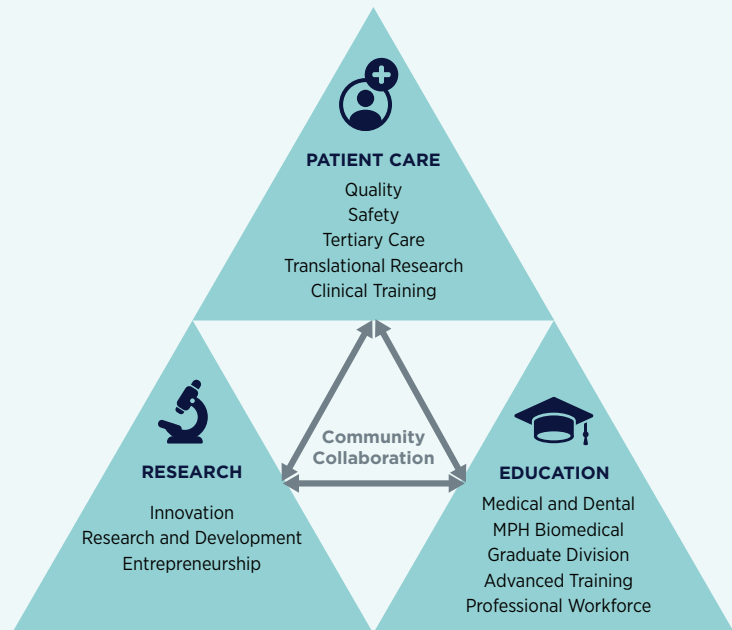 PATIENT CARE
Quality
Safety
Tertiary Care
Translational Research
Clinical Training
Community
Collaboration
RESEARCH
Innovation
Research and Development
Entrepreneurship
EDUCATION
Medical and Dental
MPH Biomedical
Graduate Division
Advanced Training
Professional Workforce